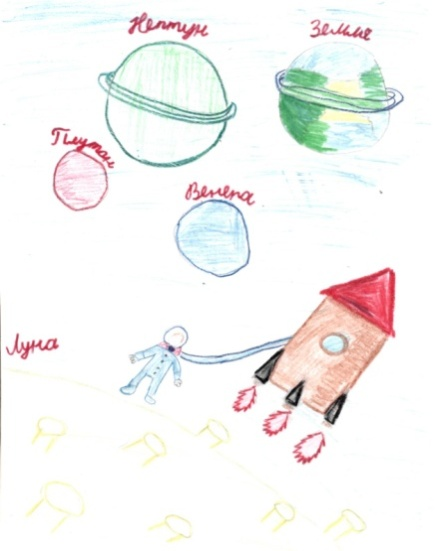 Нептун
Земля
Плутон
Венера
Луна